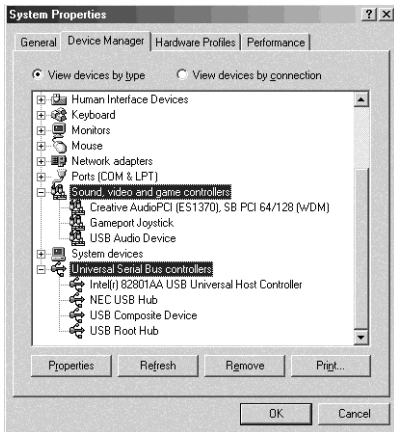 System Properties
General Device Manager Hardware Profiles Performance
View devices by type View devices by connection
Human Interface Devices
Keyboard
Monitors
Mouse
Network adapters
Ports (COM & LPT)
Sound, video and game controllers
Creative AudioPCI (ES1370), SB PCI 64/128 (WDM)
Gameport Joystick
USB Audio Device
System devices
Universal Serial Bus controllers
Intel(r) 82801AA USB Universal Host Controller
NEC USB Hub
USB Composite Device
USB Root Hub
Properties Refresh Remove Print...
OK Cancel